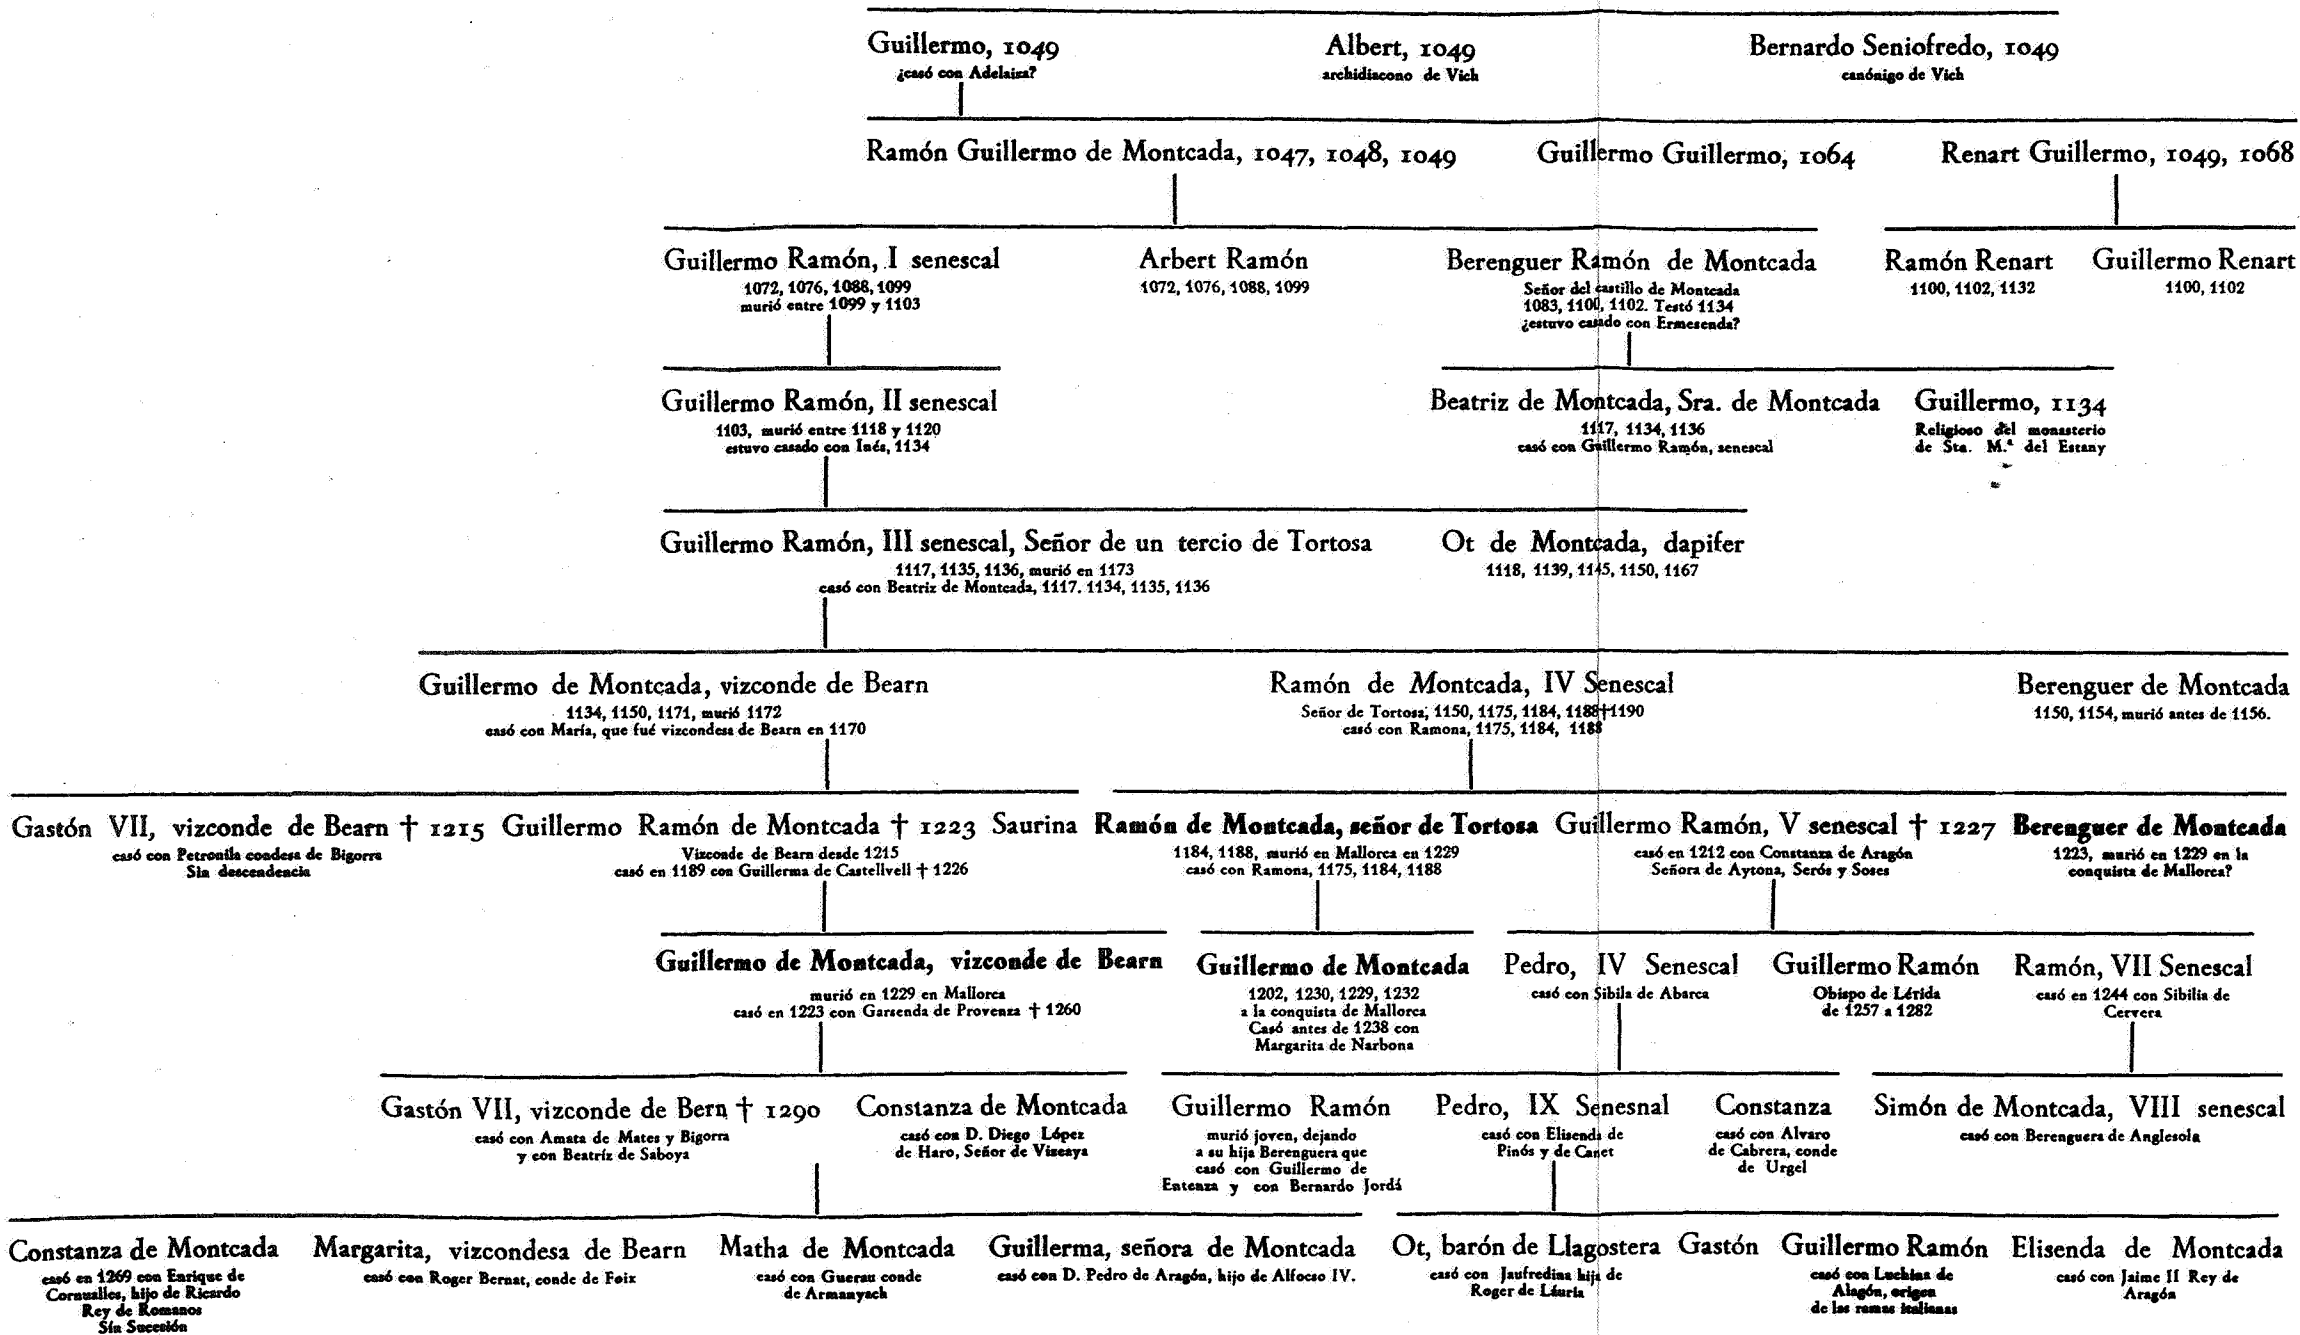 Guillermo, 1049
¿casó con Adelaiza?
Albert, 1049
archidiacono de Vich
Bernardo Seniofredo, 1049
canónigo de Vich
Ramón Guillermo de Montcada, 1047, 1048, 1049
Guillermo Guillermo, 1064
Renart Guillermo, 1049, 1068
Guillermo Ramón, I senescal
1072, 1076, 1088, 1099
murió entre 1099 y 1103
Arbert Ramón
1072, 1076, 1088, 1099
Berenguer Ramón de Montcada
Señor del castillo de Montcada
1083, 1100, 1102. Testó 1134
¿estuvo casado con Ermesenda?
Ramón Renart
1100, 1102, 1132
Guillermo Renart
1100, 1102
Guillermo Ramón, II senescal
1103, murió entre 1118 y 1120
estuvo casado con Inés, 1134
Beatriz de Montcada, Sra. de Montcada
1117, 1134, 1136
casó con Guillermo Ramón, senescal
Guillermo, 1134
Religioso del monasterio
de Sta. M.ª del Estany
Guillermo Ramón, III senescal, Señor de un tercio de Tortosa
1117, 1135, 1136, murió en 1173
casó con Beatriz de Montcada, 1117. 1134, 1135, 1136
Ot de Montcada, dapifer
1118, 1139, 1145, 1150, 1167
Guillermo de Montcada, vizconde de Bearn
1134, 1150, 1171, murió 1172
casó con María, que fué vizcondesa de Bearn en 1170
Ramón de Montcada, IV Senescal
Señor de Tortosa, 1150, 1175, 1184, 1188†1190
casó con Ramona, 1175, 1184, 1188
Berenguer de Montcada
1150, 1154, murió antes de 1156.
Gastón VII, vizconde de Bearn † 1215
casó con Petronila condesa de Bigorra
Sin descendencia
Guillermo Ramón de Montcada † 1223
Vizconde de Bearn desde 1215
casó en 1189 con Guillerma de Castellvell † 1226
Saurina
Ramón de Montcada, señor de Tortosa
1184, 1188, murió en Mallorca en 1229
casó con Ramona, 1175, 1184, 1188
Guillermo Ramón, V senescal † 1227
casó en 1212 con Constanza de Aragón
Señora de Aytona, Serós y Soses
Berenguer de Montcada
1223, murió en 1229 en la
conquista de Mallorca?
Guillermo de Montcada, vizconde de Bearn
murió en 1229 en Mallorca
casó en 1223 con Garsenda de Provenza † 1260
Guillermo de Montcada
1202, 1230, 1229, 1232
a la conquista de Mallorca
Casó antes de 1238 con
Margarita de Narbona
Pedro, IV Senescal
casó con Sibila de Abarca
Guillermo Ramón
Obispo de Lérida
de 1257 a 1282
Ramón, VII Senescal
casó en 1244 con Sibilia de
Cervera
Gastón VII, vizconde de Bern † 1290
casó con Amata de Mates y Bigorra
y con Beatríz de Saboya
Constanza de Montcada
casó con D. Diego López
de Haro, Señor de Vizcaya
Guillermo Ramón
murió joven, dejando
a su hija Berenguera que
casó con Guillermo de
Entenza y con Bernardo Jordá
Pedro, IX Senesnal
casó con Elisenda de
Pinós y de Canet
Constanza
casó con Alvaro
de Cabrera, conde
de Urgel
Simón de Montcada, VIII senescal
casó con Berenguera de Anglesola
Constanza de Montcada
casó en 1269 con Enrique de
Cornualles, hijo de Ricardo
Rey de Romanos
Sin Sucesión
Margarita, vizcondesa de Bearn
casó con Roger Bernat, conde de Foix
Matha de Montcada
casó con Guerau conde
de Armanyach
Guillerma, señora de Montcada
casó con D. Pedro de Aragón, hijo de Alfocso IV.
Ot, barón de Llagostera
casó con Jaufredina hija de
Roger de Lauria
Gastón
Guillermo Ramón
casó con Luchina de
Alagón, origen
de las ramas italianas
Elisenda de Montcada
casó con Jaime II Rey de
Aragón